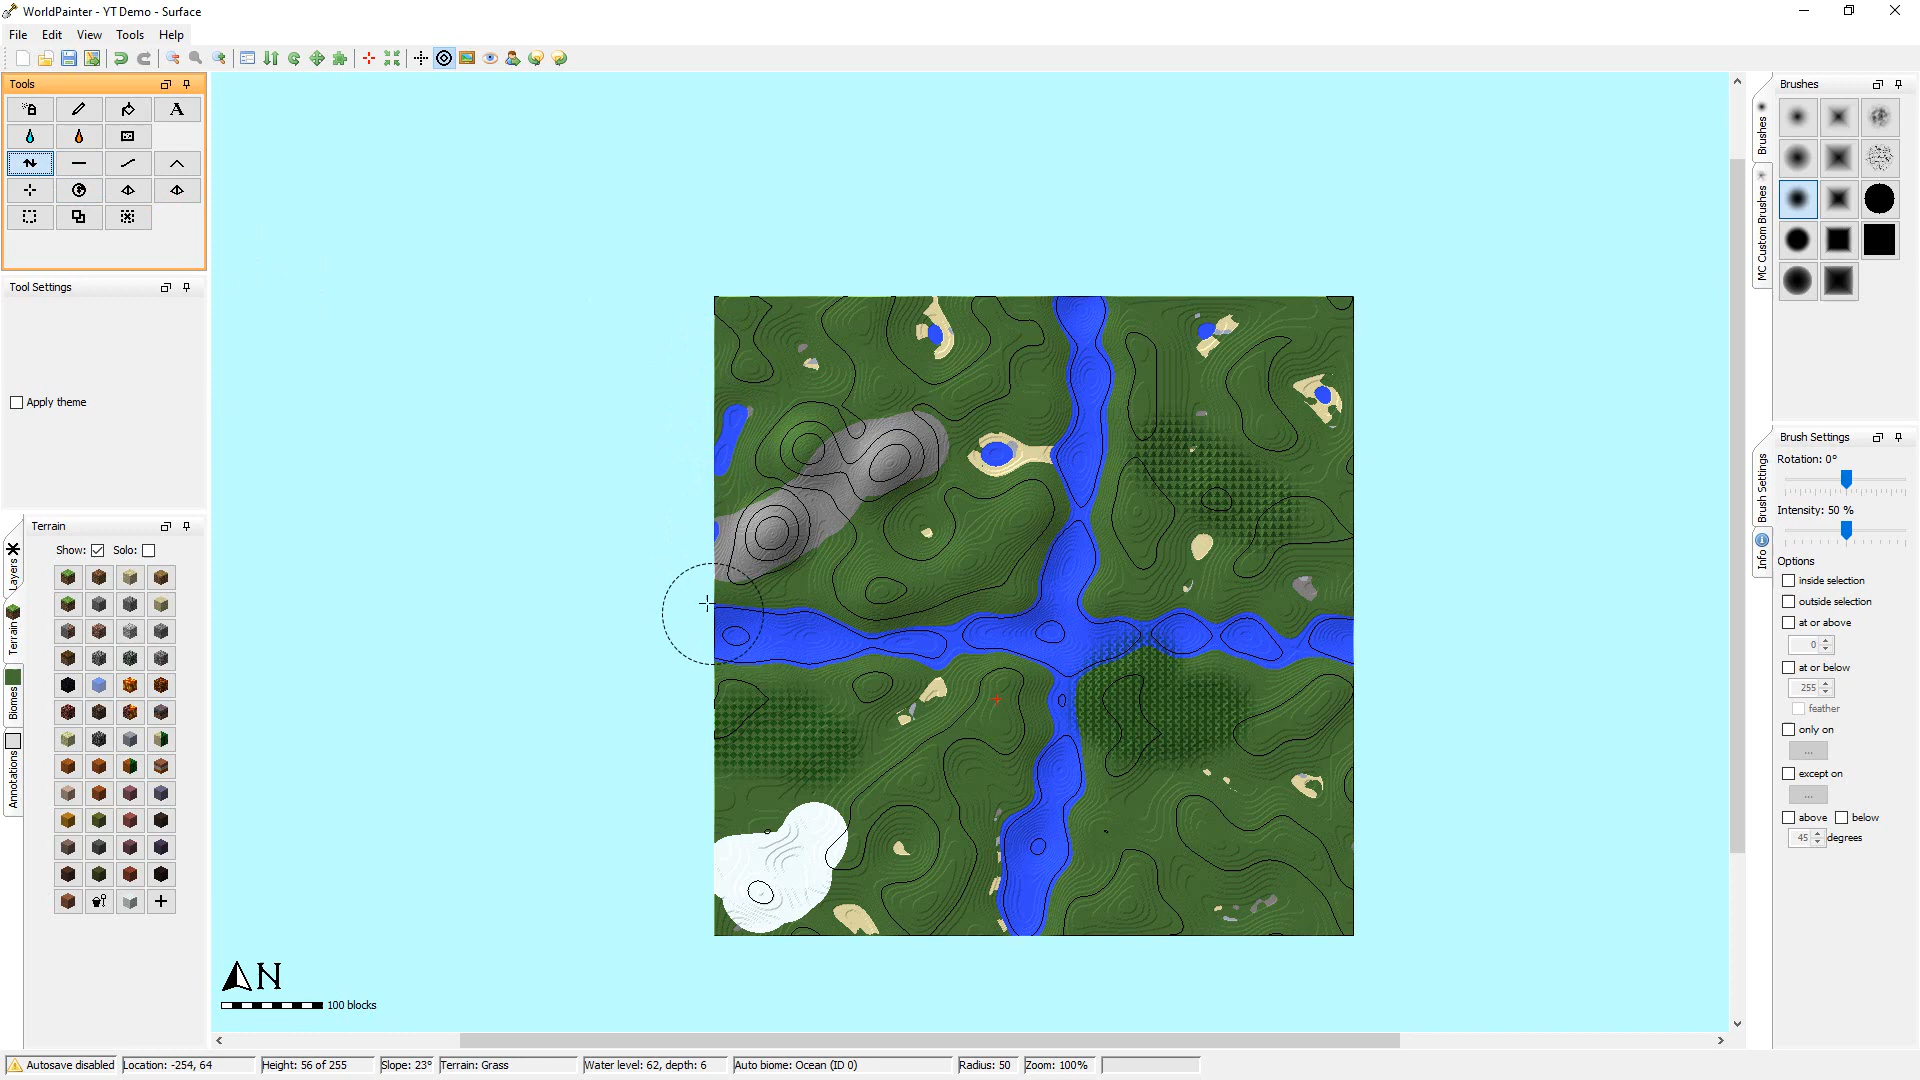 WorldPainter - YT Demo - Surface
File Edit View Tools Help
Tools
A
Tool Settings
Apply theme
Terrain
Show: Solo:
Layers
Terrain
Biomes
Annotations
N
100 blocks
Brushes
Brushes
MC Custom Brushes
Brush Settings
Brush Settings
Info
Rotation: 0°
Intensity: 50 %
Options
inside selection
outside selection
at or above
0
at or below
255
feather
only on
...
except on
...
above below
45 degrees
Autosave disabled Location: -254, 64 Height: 56 of 255 Slope: 23° Terrain: Grass Water level: 62, depth: 6 Auto biome: Ocean (ID 0) Radius: 50 Zoom: 100%